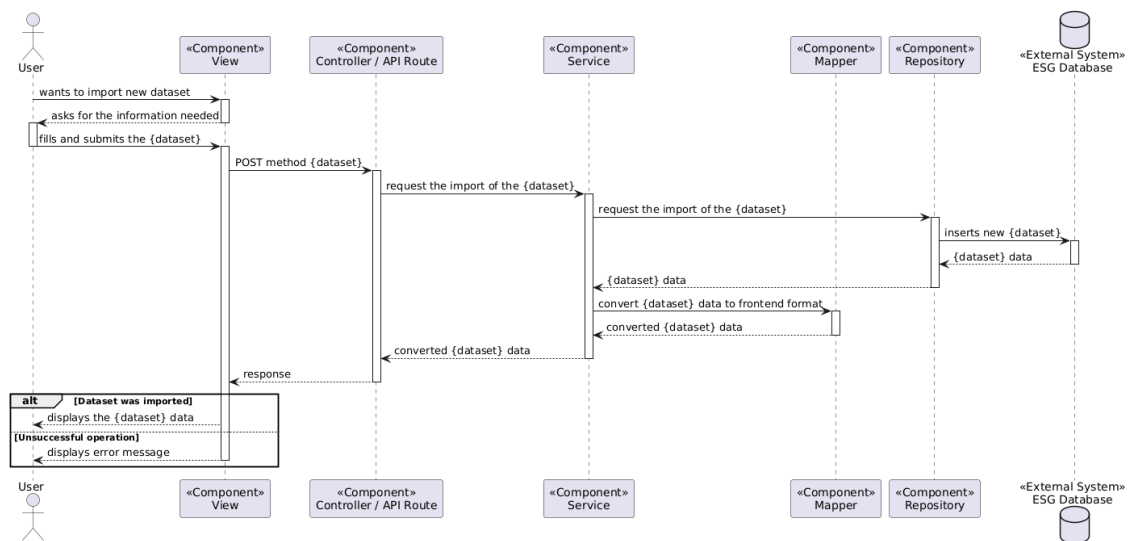 User
«Component»
View
«Component»
Controller / API Route
«Component»
Service
«Component»
Mapper
«Component»
Repository
«External System»
ESG Database
wants to import new dataset
asks for the information needed
fills and submits the {dataset}
POST method {dataset}
request the import of the {dataset}
request the import of the {dataset}
inserts new {dataset}
{dataset} data
{dataset} data
convert {dataset} data to frontend format
converted {dataset} data
converted {dataset} data
response
alt [Dataset was imported]
displays the {dataset} data
[Unsuccessful operation]
displays error message
User
«Component»
View
«Component»
Controller / API Route
«Component»
Service
«Component»
Mapper
«Component»
Repository
«External System»
ESG Database